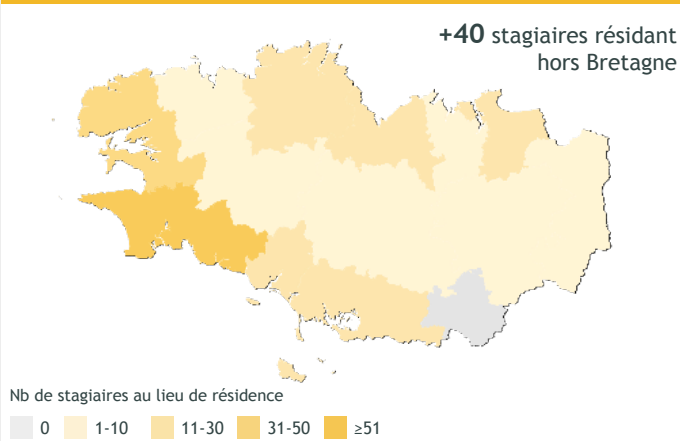 +40 stagiaires résidant
hors Bretagne
Nb de stagiaires au lieu de résidence
0 1-10 11-30 31-50 ≥51